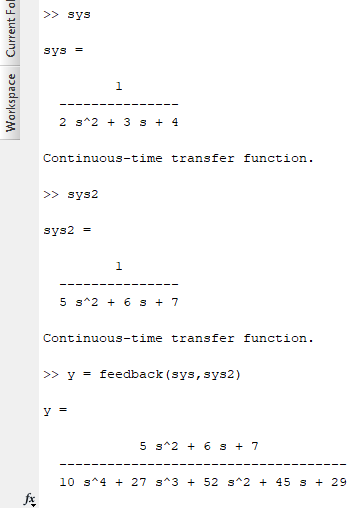 Current Fol
Workspace
>> sys
sys =
1
---------------
2 s^2 + 3 s + 4
Continuous-time transfer function.
>> sys2
sys2 =
1
---------------
5 s^2 + 6 s + 7
Continuous-time transfer function.
>> y = feedback(sys,sys2)
y =
5 s^2 + 6 s + 7
------------------------------------
10 s^4 + 27 s^3 + 52 s^2 + 45 s + 29
fx